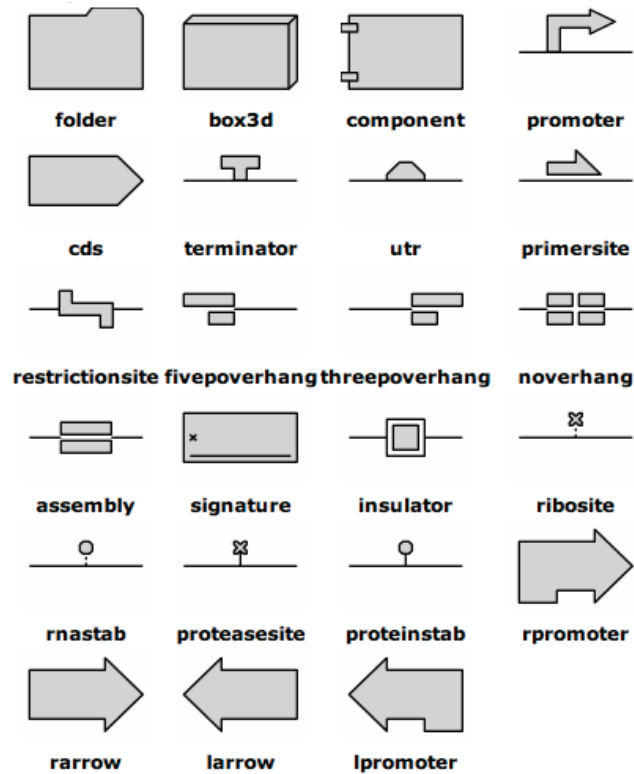 folder box3d component promoter
cds terminator utr primersite
restrictionsite fivepoverhang threepoverhang noverhang
assembly signature insulator ribosite
rnastab proteasesite proteinstab rpromoter
rarrow larrow lpromoter